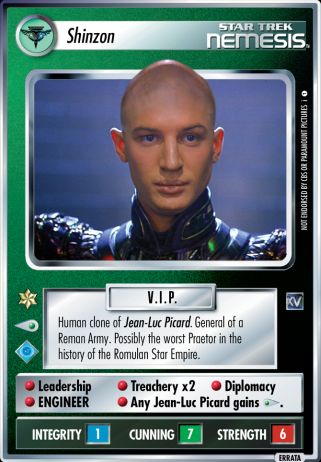 Shinzon
STAR TREK
NEMESIS™
NOT ENDORSED BY CBS OR PARAMOUNT PICTURES
V.I.P.
Human clone of Jean-Luc Picard. General of a
Reman Army. Possibly the worst Praetor in the
history of the Romulan Star Empire.
Leadership Treachery x2 Diplomacy
ENGINEER Any Jean-Luc Picard gains .
INTEGRITY 1 CUNNING 7 STRENGTH 6
ERRATA